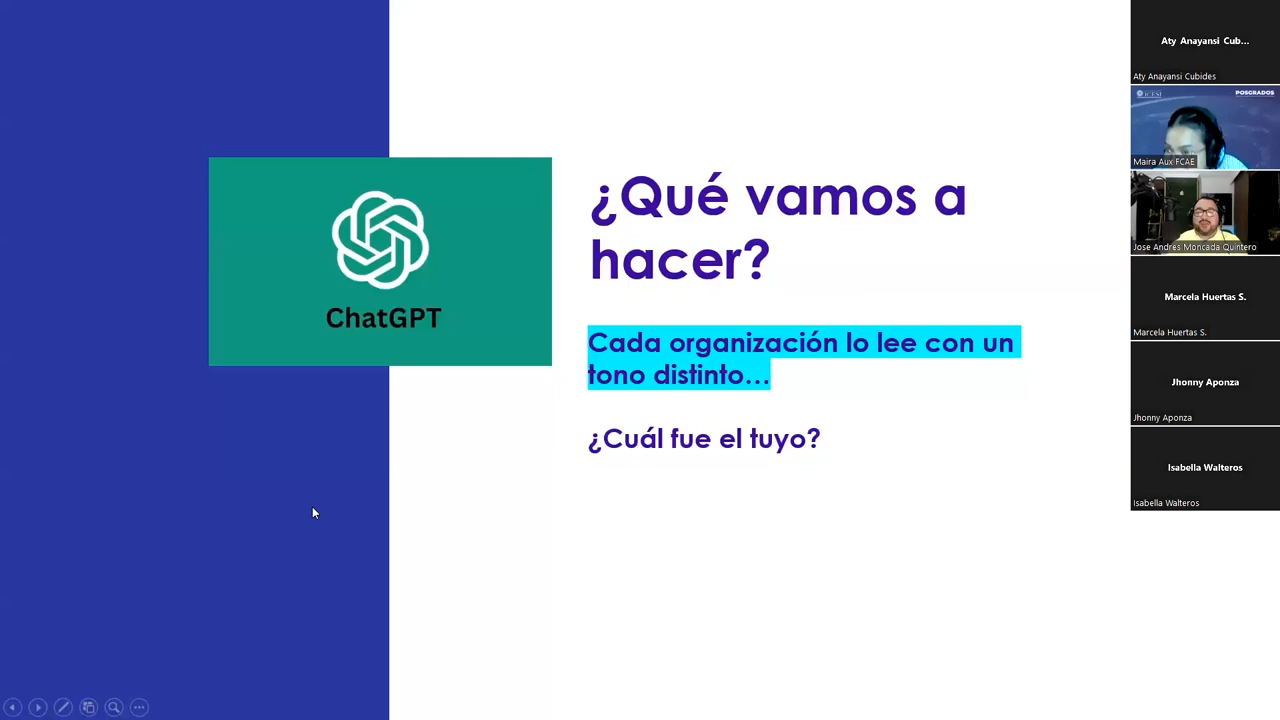 ChatGPT
¿Qué vamos a
hacer?
Cada organización lo lee con un
tono distinto...
¿Cuál fue el tuyo?
Aty Anayansi Cub...
Aty Anayansi Cubides
ICESI
POSGRADOS
Maira Aux FCAE
Jose Andres Moncada Quintero
Marcela Huertas S.
Marcela Huertas S.
Jhonny Aponza
Jhonny Aponza
Isabella Walteros
Isabella Walteros